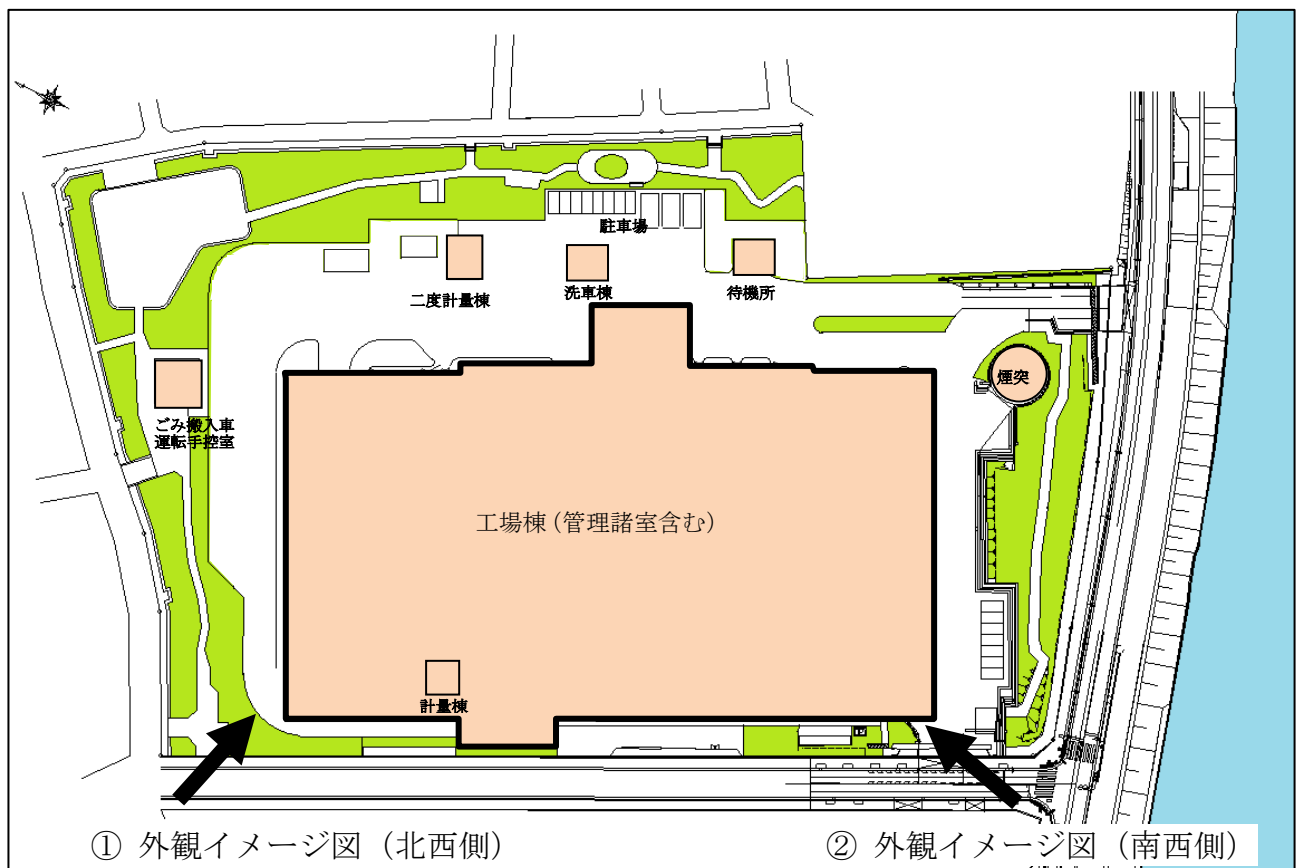 駐車場
二度計量棟
洗車棟
待機所
煙突
ごみ搬入車
運転手控室
工場棟（管理諸室含む）
計量棟
① 外観イメージ図（北西側）
② 外観イメージ図（南西側）